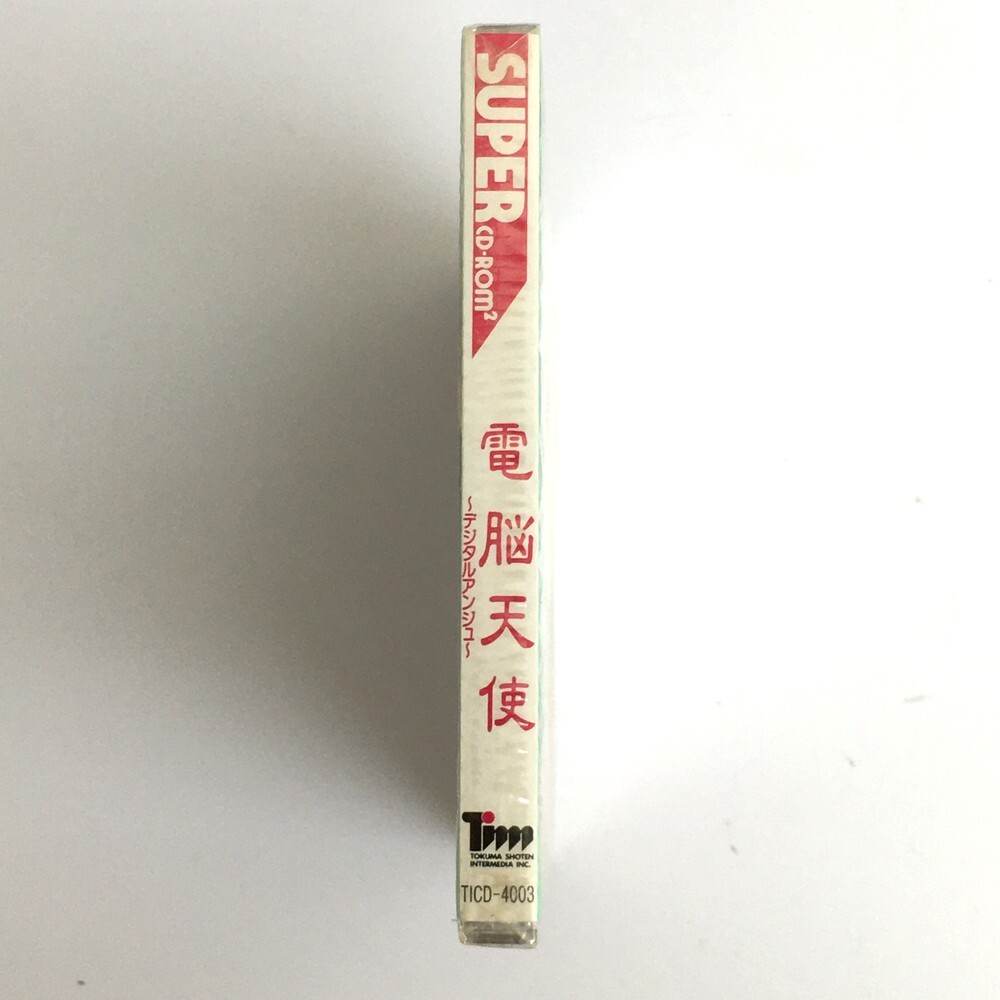 SUPER
CD-ROM²
電脳天使
～デジタルアンジュ～
Tim
TOKUMA SHOTEN
INTERMEDIA INC.
TICD-4003